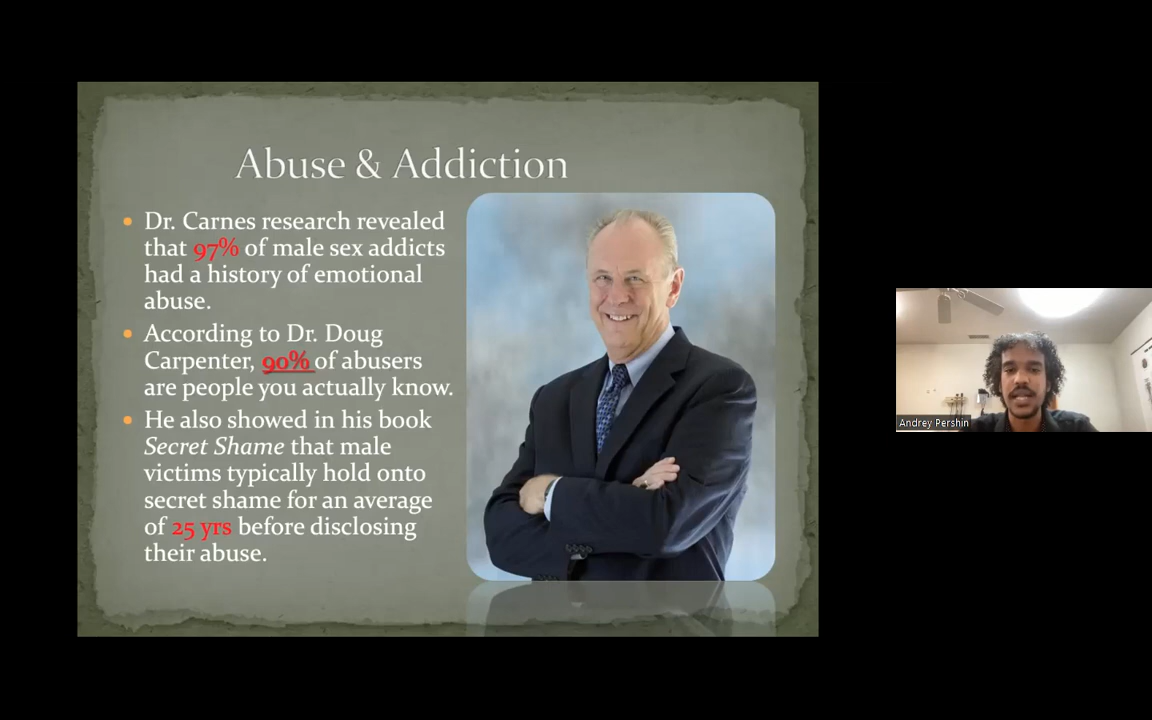 Abuse & Addiction
Dr. Carnes research revealed
that 97% of male sex addicts
had a history of emotional
abuse.
According to Dr. Doug
Carpenter, 90% of abusers
are people you actually know.
He also showed in his book
Secret Shame that male
victims typically hold onto
secret shame for an average
of 25 yrs before disclosing
their abuse.
Andrey Pershin